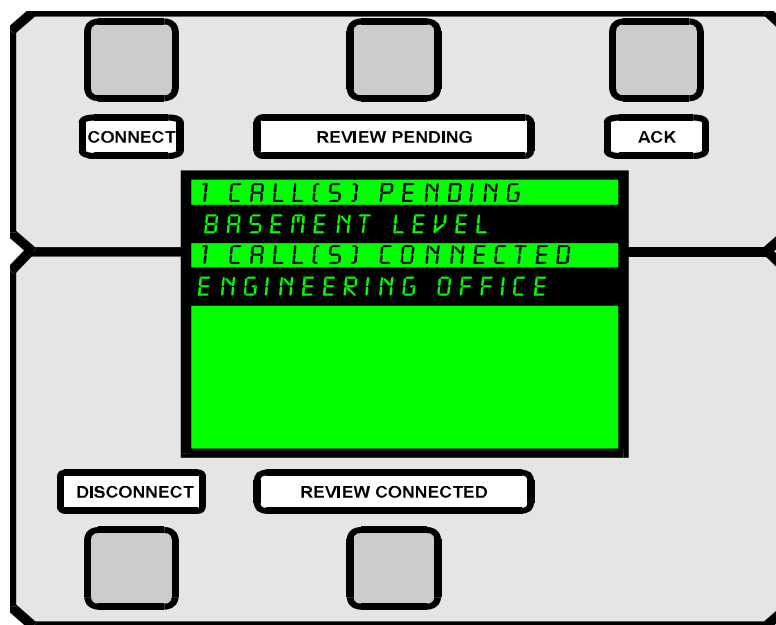 CONNECT
REVIEW PENDING
ACK
1 CALL(S) PENDING
BASEMENT LEVEL
1 CALL(S) CONNECTED
ENGINEERING OFFICE
DISCONNECT
REVIEW CONNECTED